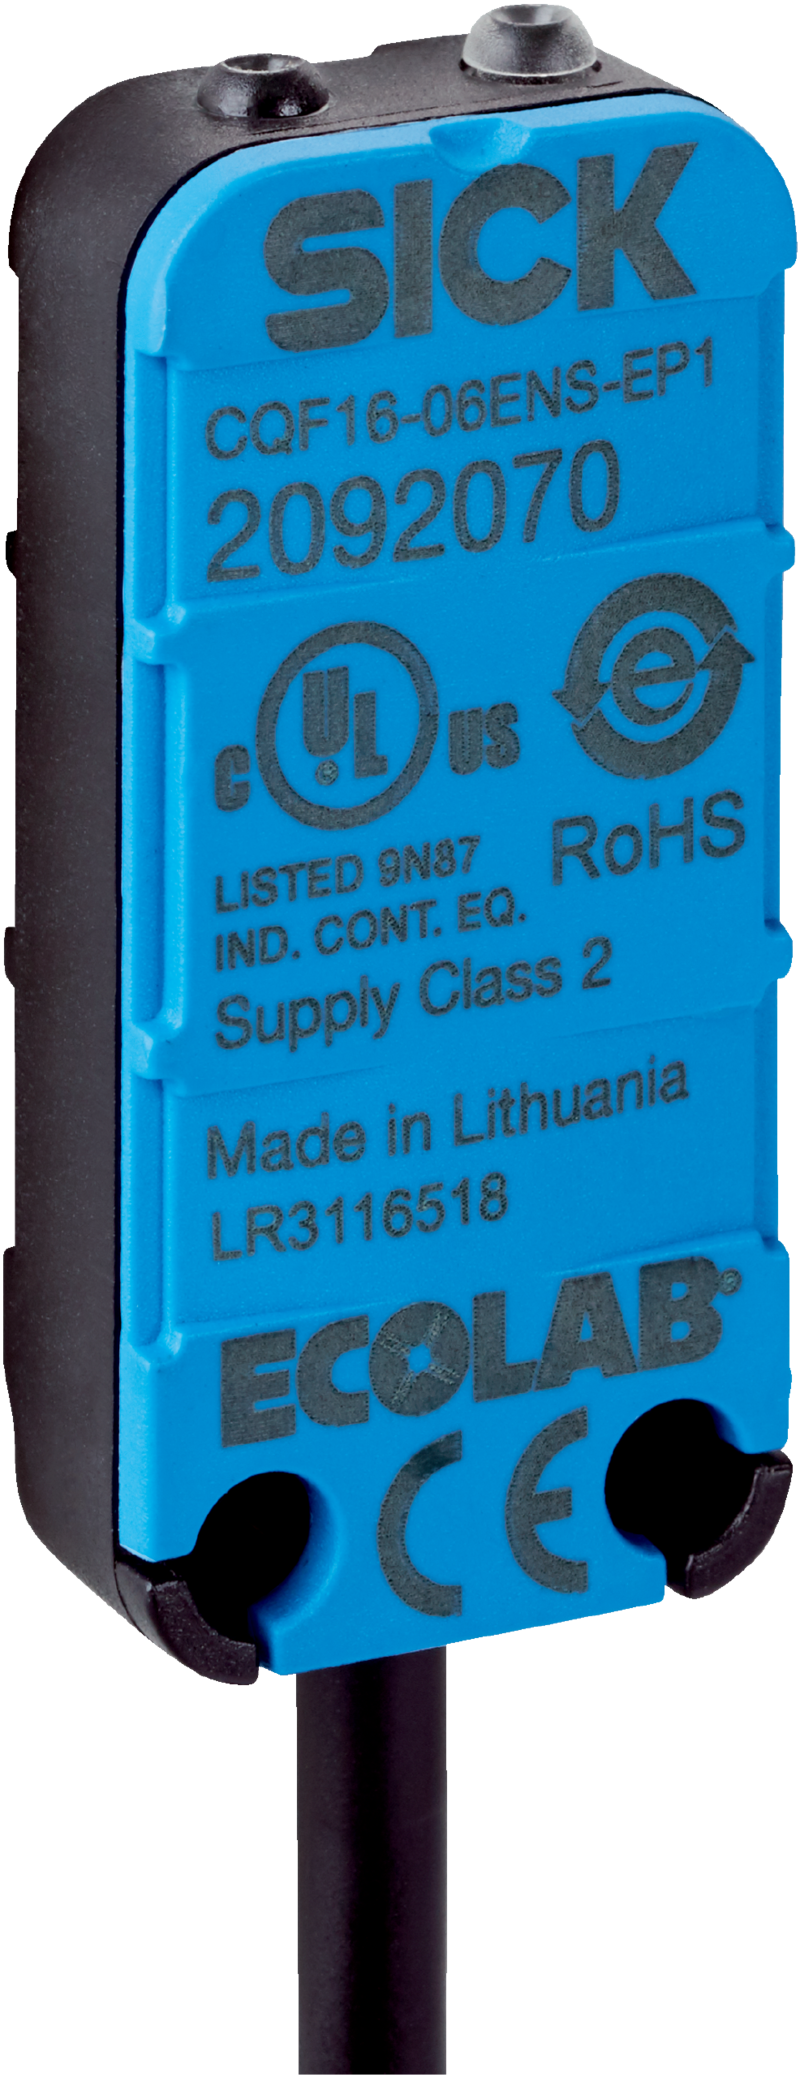 SICK
CQF16-06ENS-EP1
2092070
C UL US
e
LISTED 9N87
RoHS
IND. CONT. EQ.
Supply Class 2
Made in Lithuania
LR3116518
ECOLAB®
CE